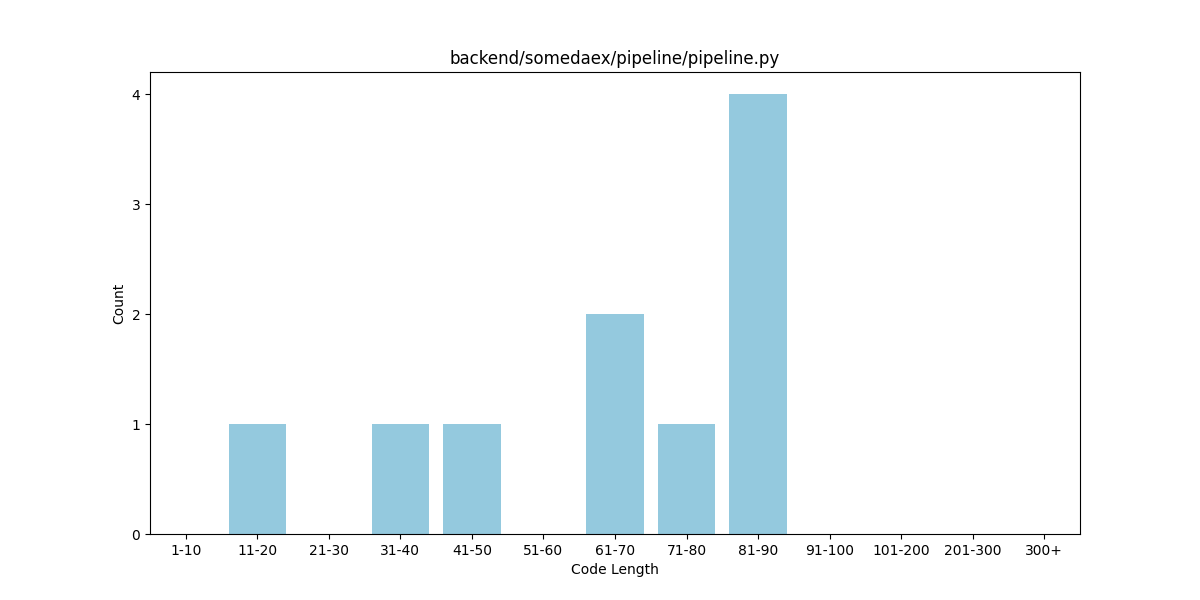 backend/somedaex/pipeline/pipeline.py
4
3
2
1
0
Count
1-10 11-20 21-30 31-40 41-50 51-60 61-70 71-80 81-90 91-100 101-200 201-300 300+
Code Length